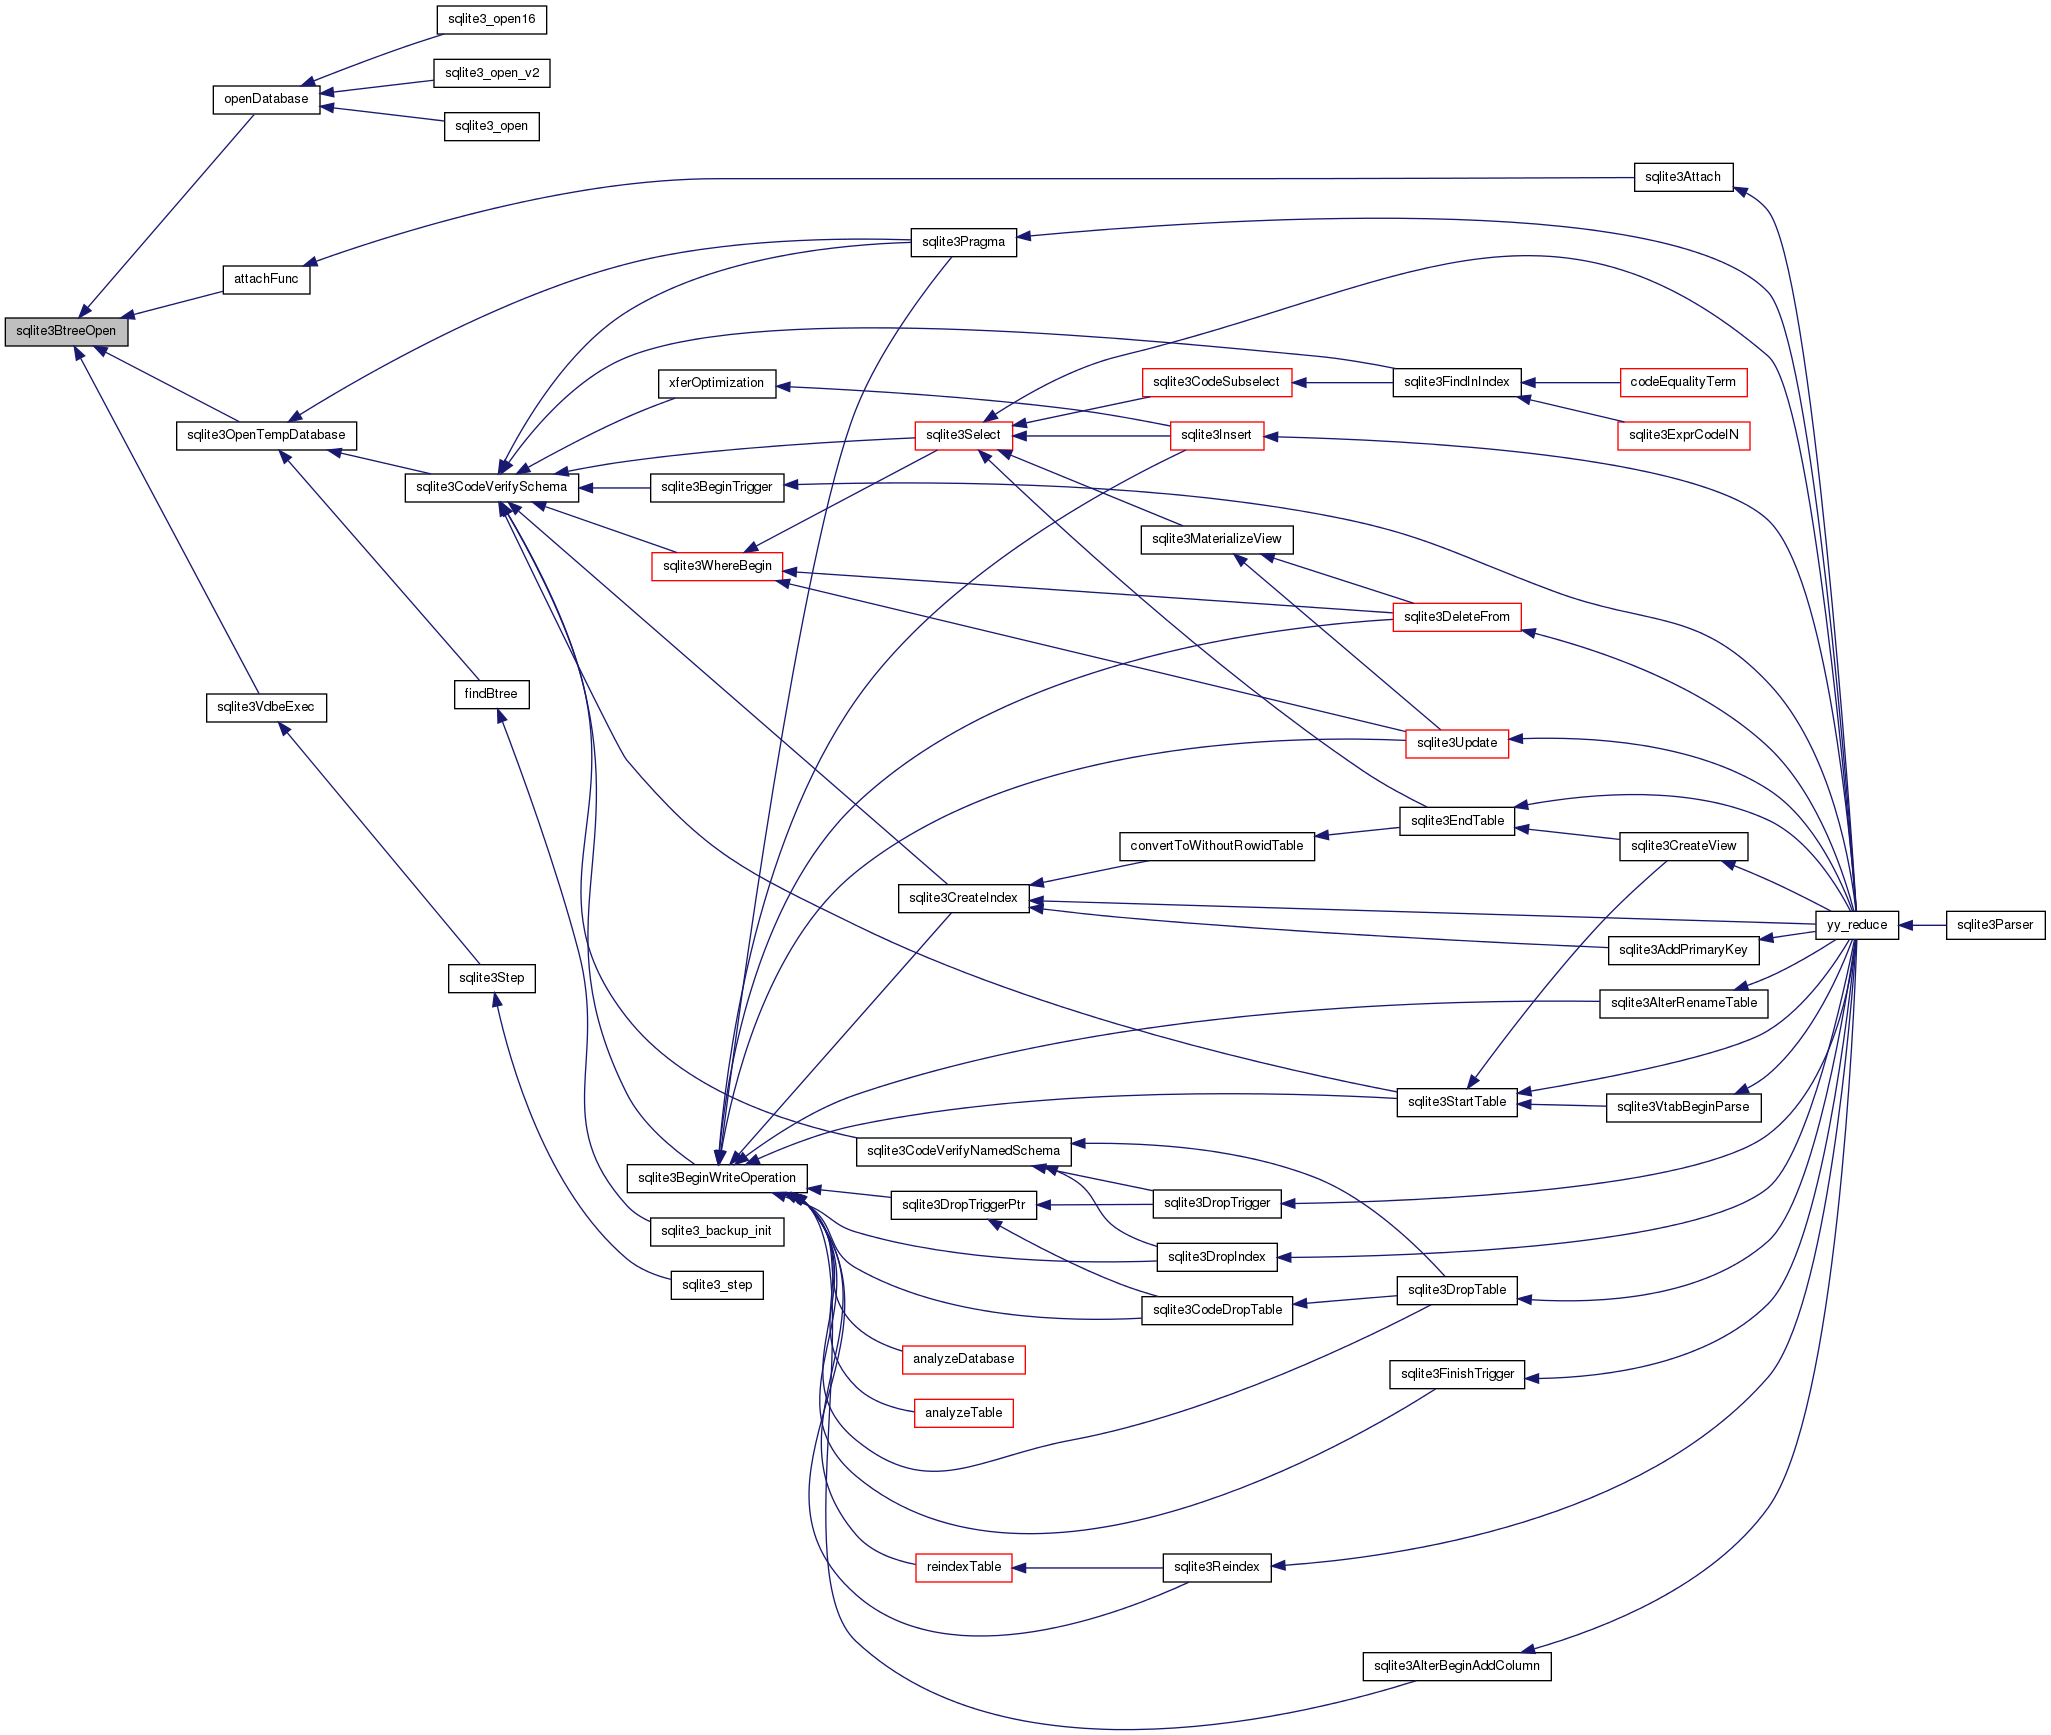 sqlite3_open16
sqlite3_open_v2
openDatabase
sqlite3_open
sqlite3Attach
sqlite3Pragma
attachFunc
sqlite3BtreeOpen
xferOptimization
sqlite3CodeSubselect
sqlite3FindInIndex
codeEqualityTerm
sqlite3OpenTempDatabase
sqlite3Select
sqlite3Insert
sqlite3ExprCodeIN
sqlite3CodeVerifySchema
sqlite3BeginTrigger
sqlite3MaterializeView
sqlite3WhereBegin
sqlite3DeleteFrom
findBtree
sqlite3VdbeExec
sqlite3Update
sqlite3EndTable
convertToWithoutRowidTable
sqlite3CreateView
sqlite3CreateIndex
yy_reduce
sqlite3Parser
sqlite3AddPrimaryKey
sqlite3Step
sqlite3AlterRenameTable
sqlite3StartTable
sqlite3VtabBeginParse
sqlite3CodeVerifyNamedSchema
sqlite3BeginWriteOperation
sqlite3DropTriggerPtr
sqlite3DropTrigger
sqlite3_backup_init
sqlite3DropIndex
sqlite3_step
sqlite3DropTable
sqlite3CodeDropTable
analyzeDatabase
sqlite3FinishTrigger
analyzeTable
reindexTable
sqlite3Reindex
sqlite3AlterBeginAddColumn